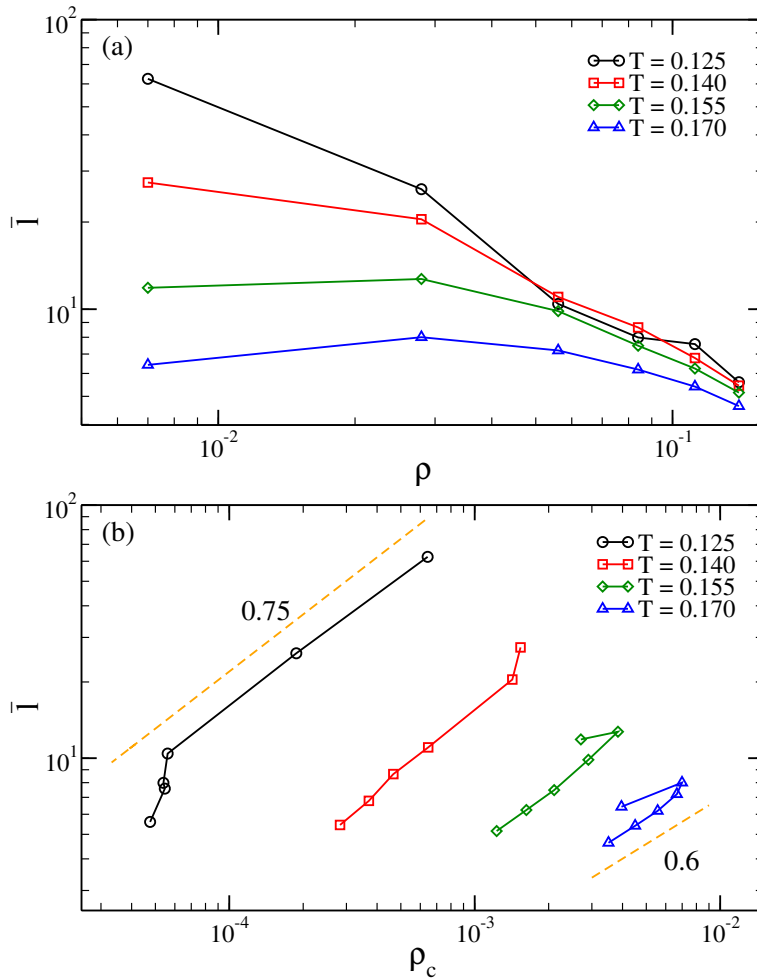 10²
(a)
T = 0.125
T = 0.140
T = 0.155
T = 0.170
l̅
10¹
10⁻² 10⁻¹
ρ
10²
(b)
T = 0.125
T = 0.140
T = 0.155
T = 0.170
0.75
l̅
10¹
0.6
10⁻⁴ 10⁻³ 10⁻²
ρc